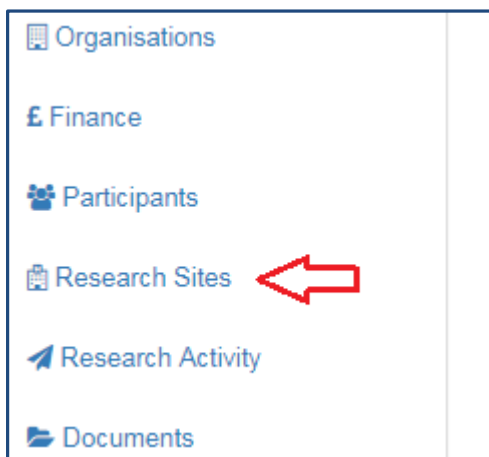 Organisations
£ Finance
Participants
Research Sites
Research Activity
Documents